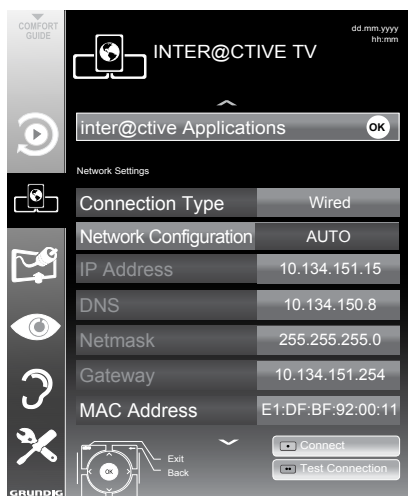 COMFORT
GUIDE
dd.mm.yyyy
hh:mm
INTER@CTIVE TV
inter@ctive Applications OK
Network Settings
Connection Type Wired
Network Configuration AUTO
IP Address 10.134.151.15
DNS 10.134.150.8
Netmask 255.255.255.0
Gateway 10.134.151.254
MAC Address E1:DF:BF:92:00:11
OK
Exit
Back
Connect
Test Connection
GRUNDIG